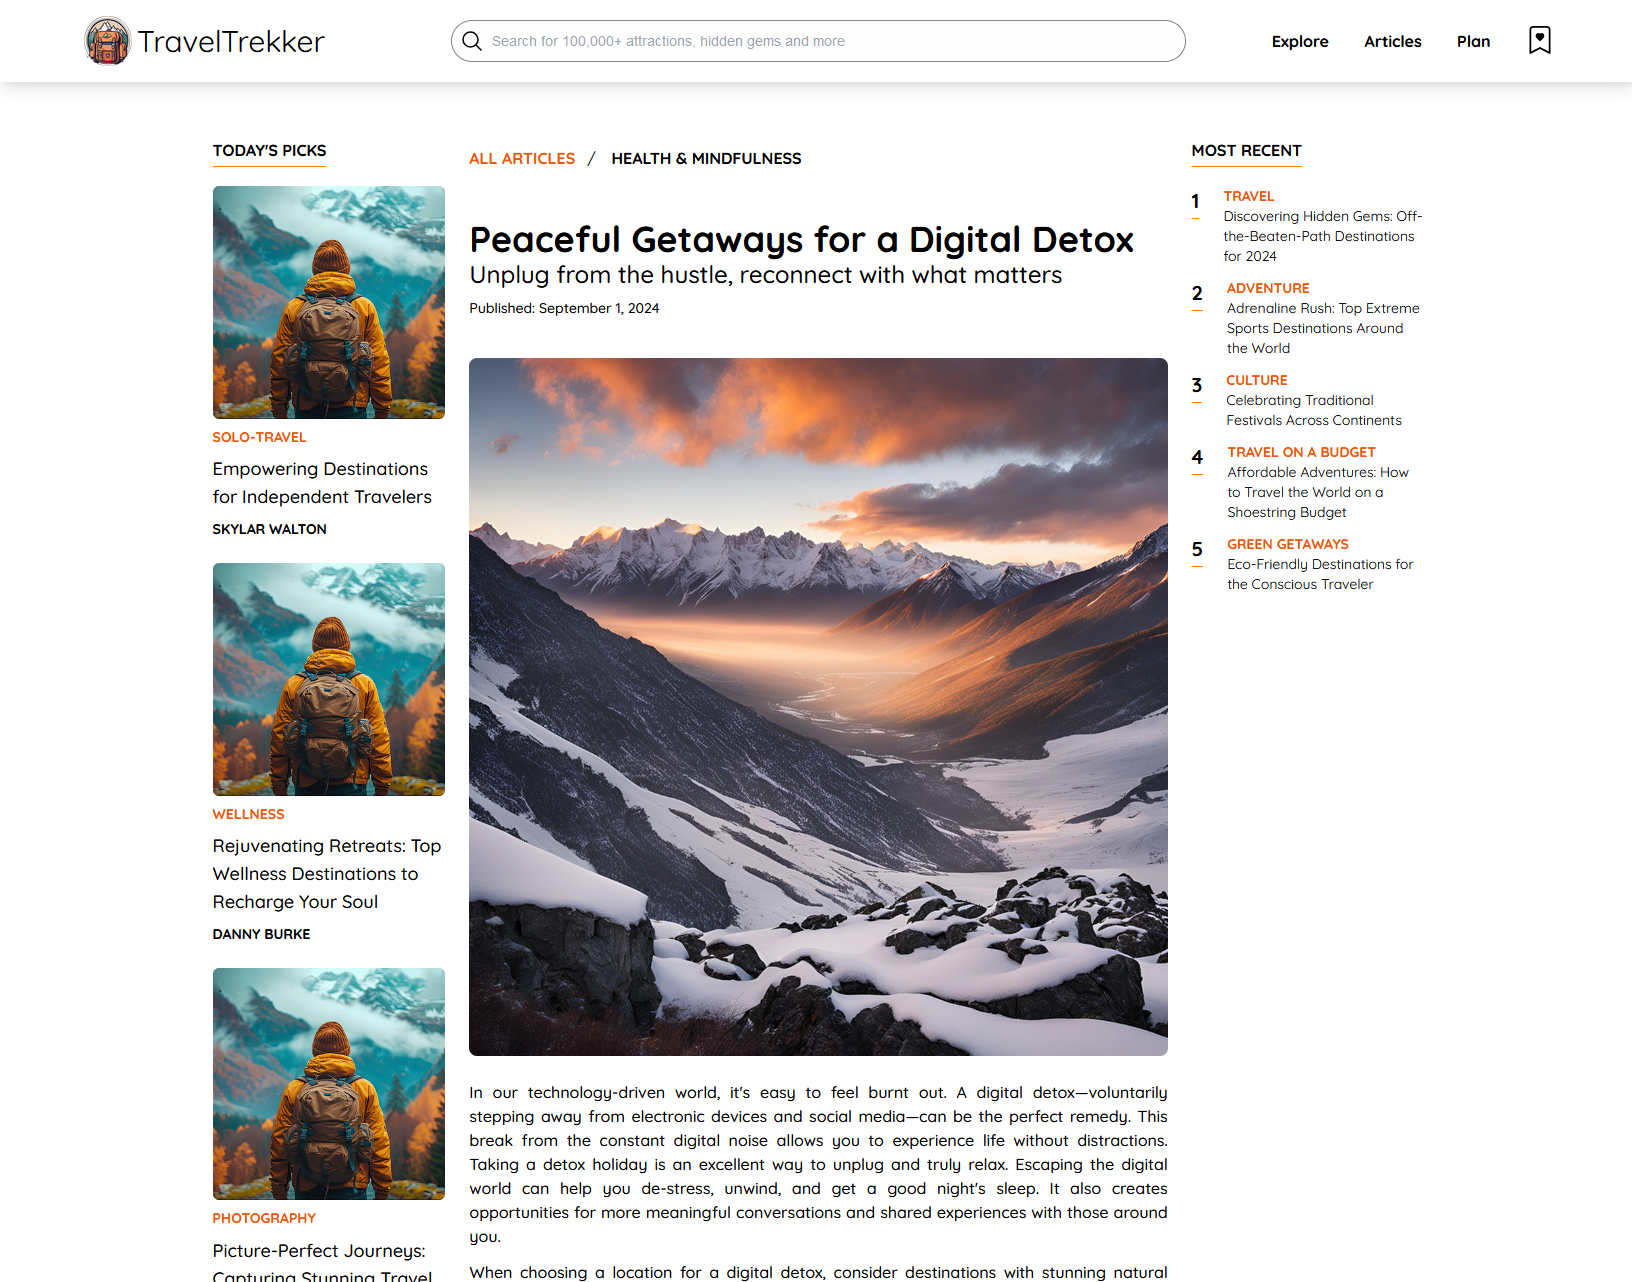 TravelTrekker
Search for 100,000+ attractions, hidden gems and more
Explore
Articles
Plan
TODAY'S PICKS
SOLO-TRAVEL
Empowering Destinations
for Independent Travelers
SKYLAR WALTON
WELLNESS
Rejuvenating Retreats: Top
Wellness Destinations to
Recharge Your Soul
DANNY BURKE
PHOTOGRAPHY
Picture-Perfect Journeys:
Capturing Stunning Travel
ALL ARTICLES / HEALTH & MINDFULNESS
Peaceful Getaways for a Digital Detox
Unplug from the hustle, reconnect with what matters
Published: September 1, 2024
In our technology-driven world, it's easy to feel burnt out. A digital detox—voluntarily
stepping away from electronic devices and social media—can be the perfect remedy. This
break from the constant digital noise allows you to experience life without distractions.
Taking a detox holiday is an excellent way to unplug and truly relax. Escaping the digital
world can help you de-stress, unwind, and get a good night's sleep. It also creates
opportunities for more meaningful conversations and shared experiences with those around
you.
When choosing a location for a digital detox, consider destinations with stunning natural
MOST RECENT
1
TRAVEL
Discovering Hidden Gems: Off-
the-Beaten-Path Destinations
for 2024
2
ADVENTURE
Adrenaline Rush: Top Extreme
Sports Destinations Around
the World
3
CULTURE
Celebrating Traditional
Festivals Across Continents
4
TRAVEL ON A BUDGET
Affordable Adventures: How
to Travel the World on a
Shoestring Budget
5
GREEN GETAWAYS
Eco-Friendly Destinations for
the Conscious Traveler